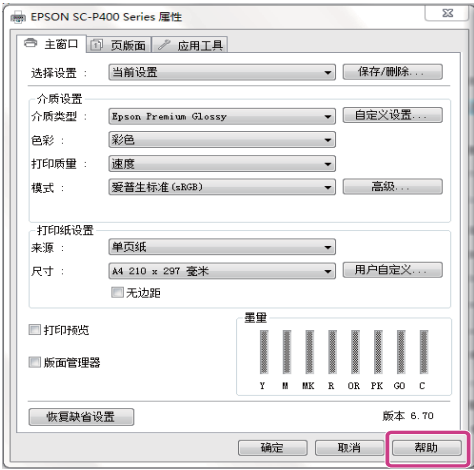 EPSON SC-P400 Series 属性
主窗口 页版面 应用工具
选择设置 : 当前设置 保存/删除...
介质设置
介质类型 : Epson Premium Glossy 自定义设置...
色彩 : 彩色
打印质量 : 速度
模式 : 爱普生标准(sRGB) 高级...
打印纸设置
来源 : 单页纸
尺寸 : A4 210 x 297 毫米 用户自定义...
无边距
打印预览
墨量
版面管理器
Y M MK R OR PK GO C
恢复缺省设置 版本 6.70
确定 取消 帮助